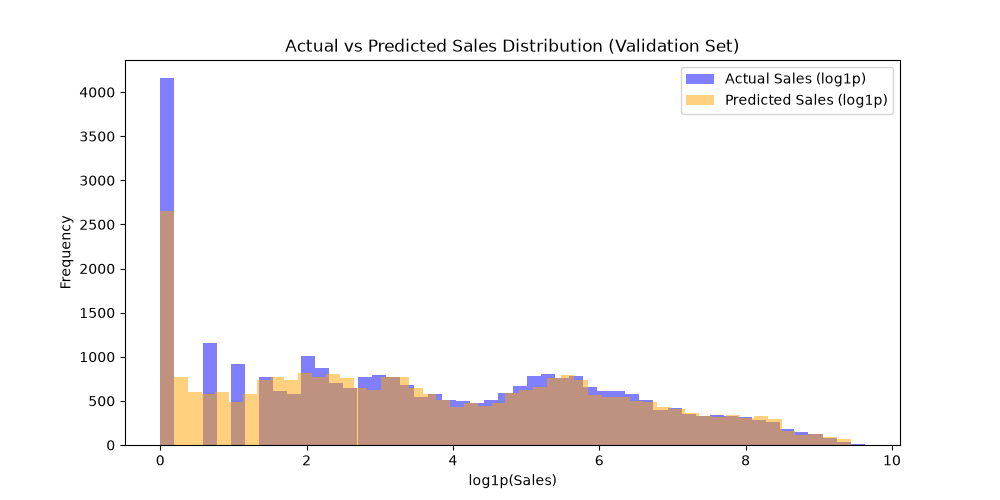 Actual vs Predicted Sales Distribution (Validation Set)
Actual Sales (log1p)
Predicted Sales (log1p)
Frequency
4000
3500
3000
2500
2000
1500
1000
500
0
0 2 4 6 8 10
log1p(Sales)